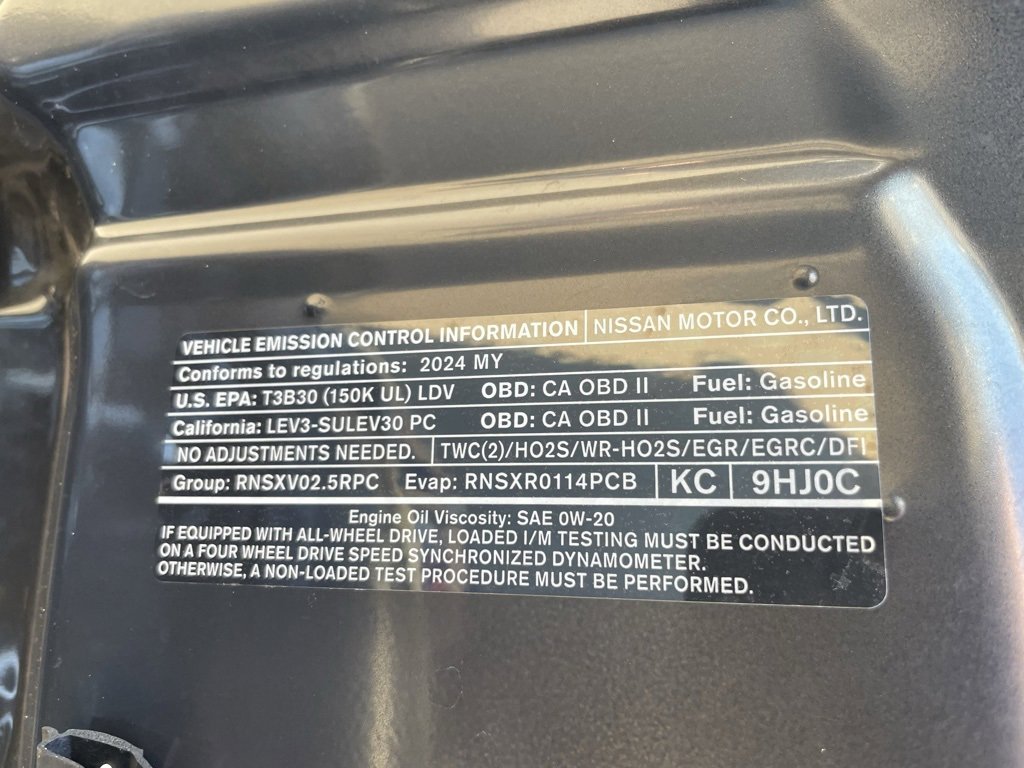 VEHICLE EMISSION CONTROL INFORMATION NISSAN MOTOR CO., LTD.
Conforms to regulations: 2024 MY
U.S. EPA: T3B30 (150K UL) LDV OBD: CA OBD II Fuel: Gasoline
California: LEV3-SULEV30 PC OBD: CA OBD II Fuel: Gasoline
NO ADJUSTMENTS NEEDED. TWC(2)/HO2S/WR-HO2S/EGR/EGRC/DFI
Group: RNSXV02.5RPC Evap: RNSXR0114PCB KC 9HJ0C
Engine Oil Viscosity: SAE 0W-20
IF EQUIPPED WITH ALL-WHEEL DRIVE, LOADED I/M TESTING MUST BE CONDUCTED
ON A FOUR WHEEL DRIVE SPEED SYNCHRONIZED DYNAMOMETER.
OTHERWISE, A NON-LOADED TEST PROCEDURE MUST BE PERFORMED.